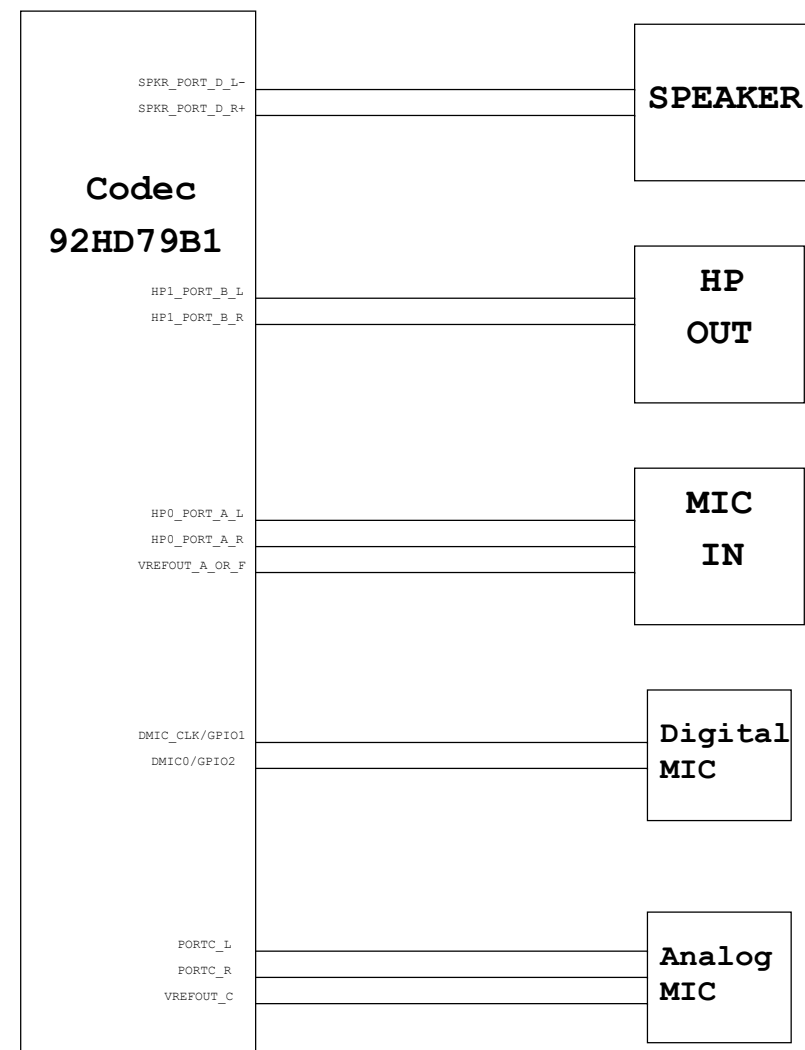 SPKR_PORT_D_L-
SPKR_PORT_D_R+
SPEAKER
Codec
92HD79B1
HP1_PORT_B_L
HP1_PORT_B_R
HP
OUT
HP0_PORT_A_L
HP0_PORT_A_R
VREFOUT_A_OR_F
MIC
IN
DMIC_CLK/GPIO1
DMIC0/GPIO2
Digital
MIC
PORTC_L
PORTC_R
VREFOUT_C
Analog
MIC